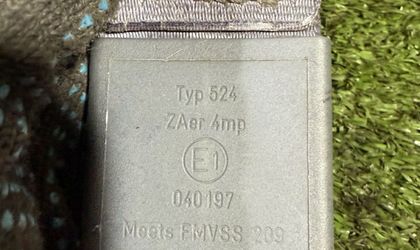 Typ 524
ZAer 4mp
E1
040197
Meets FMVSS 209